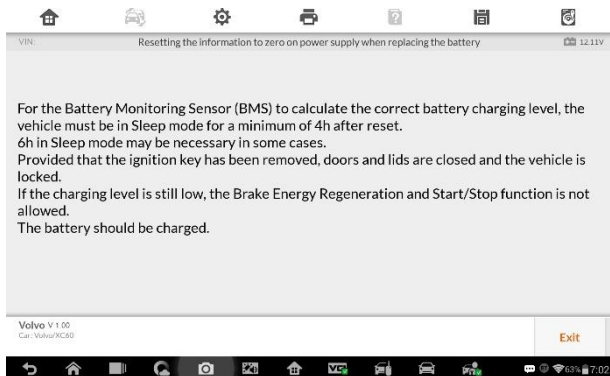 VIN:
Resetting the information to zero on power supply when replacing the battery
12.11V
For the Battery Monitoring Sensor (BMS) to calculate the correct battery charging level, the
vehicle must be in Sleep mode for a minimum of 4h after reset.
6h in Sleep mode may be necessary in some cases.
Provided that the ignition key has been removed, doors and lids are closed and the vehicle is
locked.
If the charging level is still low, the Brake Energy Regeneration and Start/Stop function is not
allowed.
The battery should be charged.
Volvo V 1.00
Car: Volvo/XC60
Exit
63% 7:02